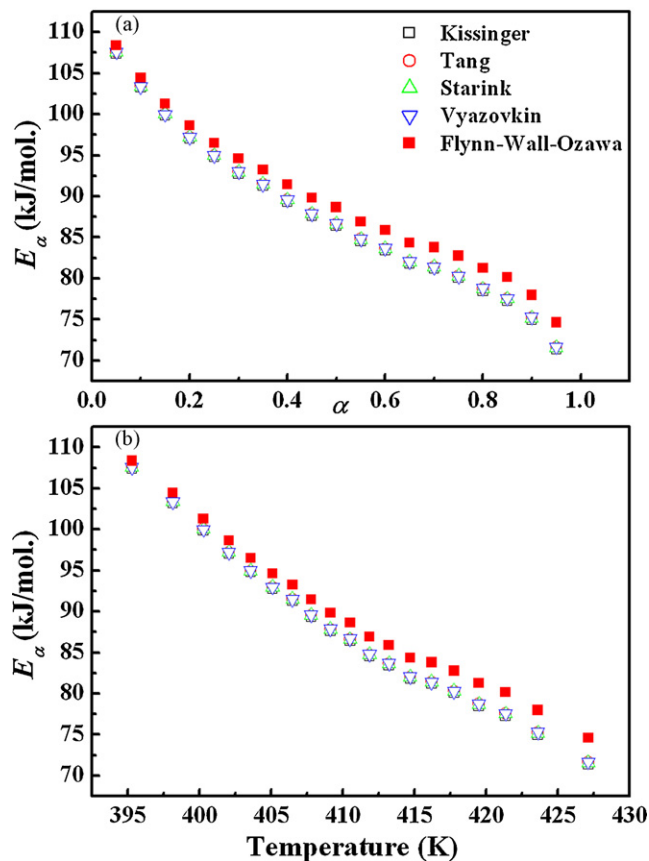 (a)
Kissinger
Tang
Starink
Vyazovkin
Flynn-Wall-Ozawa
110
105
100
95
90
85
80
75
70
Eα (kJ/mol.)
0.0 0.2 0.4 0.6 0.8 1.0
α
(b)
110
105
100
95
90
85
80
75
70
Eα (kJ/mol.)
395 400 405 410 415 420 425 430
Temperature (K)